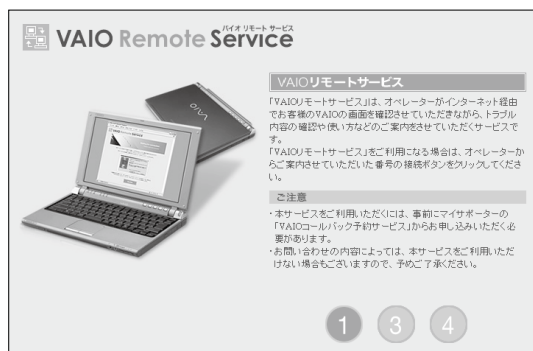 バイオ リモート サービス
VAIO Remote Service
VAIOリモートサービス
「VAIOリモートサービス」は、オペレーターがインターネット経由
でお客様のVAIOの画面を確認させていただきながら、トラブル
内容の確認や使い方などのご案内をさせていただくサービスで
す。
「VAIOリモートサービス」をご利用になる場合は、オペレーターか
らご案内させていただいた番号の接続ボタンをクリックしてくださ
い。
ご注意
・本サービスをご利用いただくには、事前にマイサポーターの
「VAIOコールバック予約サービス」からお申し込みいただく必
要があります。
・お問い合わせの内容によっては、本サービスをご利用いただ
けない場合もございますので、予めご了承ください。
1 3 4